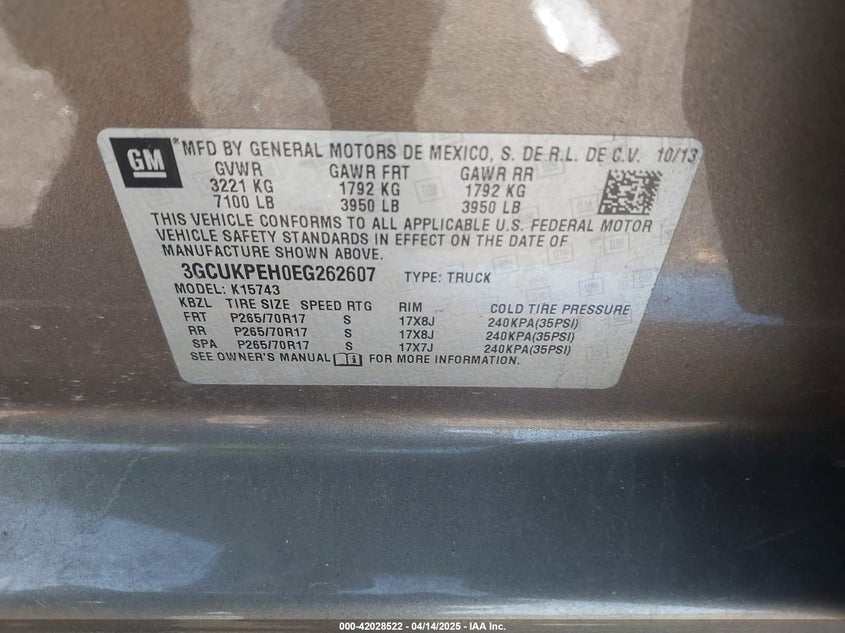 GM
*MFD BY GENERAL MOTORS DE MEXICO, S. DE R.L. DE C.V. 10/13
GVWR GAWR FRT GAWR RR
3221 KG 1792 KG 1792 KG
7100 LB 3950 LB 3950 LB
THIS VEHICLE CONFORMS TO ALL APPLICABLE U.S. FEDERAL MOTOR
VEHICLE SAFETY STANDARDS IN EFFECT ON THE DATE OF
MANUFACTURE SHOWN ABOVE.
3GCUKPEH0EG262607 TYPE: TRUCK
MODEL: K15743
KBZL TIRE SIZE SPEED RTG RIM COLD TIRE PRESSURE
FRT P265/70R17 S 17X8J 240KPA(35PSI)
RR P265/70R17 S 17X8J 240KPA(35PSI)
SPA P265/70R17 S 17X7J 240KPA(35PSI)
SEE OWNER'S MANUAL FOR MORE INFORMATION.
000-42028522 04/14/2025 - IAA Inc.